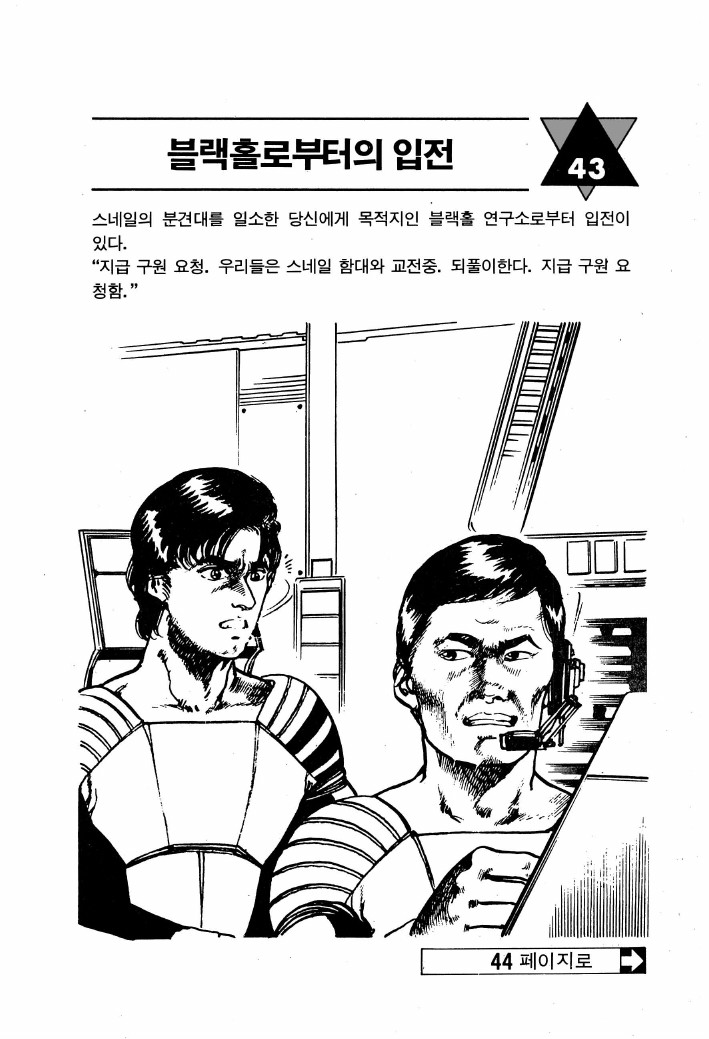 블랙홀로부터의 입전
43
스네일의 분견대를 일소한 당신에게 목적지인 블랙홀 연구소로부터 입전이
있다.
“지급 구원 요청. 우리들은 스네일 함대와 교전중. 되풀이한다. 지급 구원 요
청함.”
44 페이지로